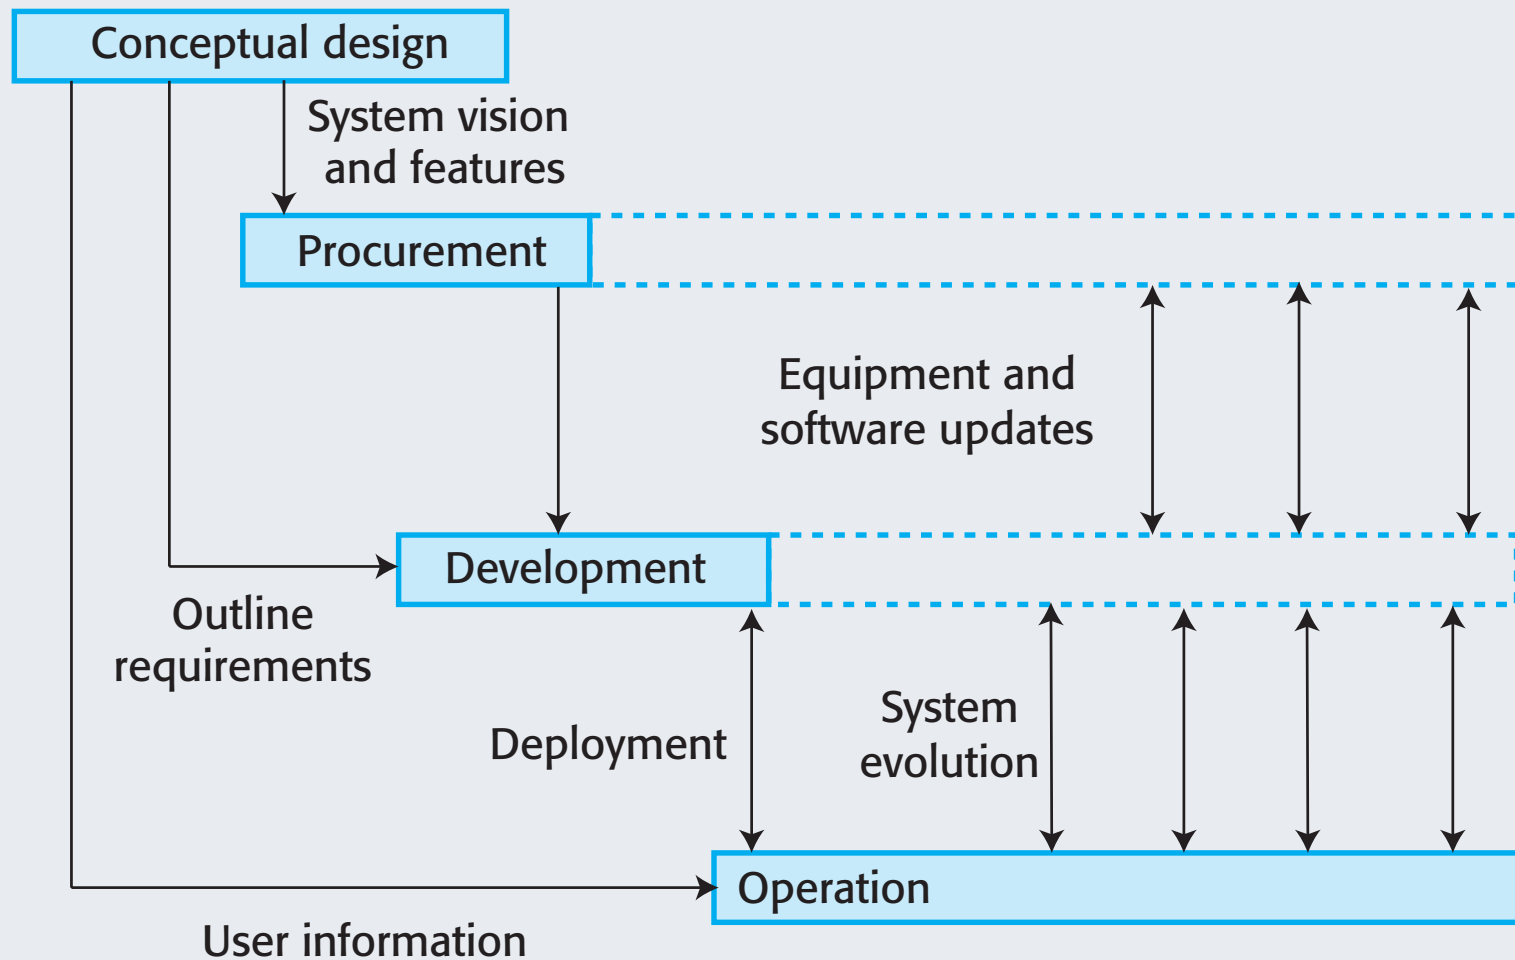 Conceptual design
System vision
and features
Procurement
Equipment and
software updates
Development
Outline
requirements
Deployment
System
evolution
Operation
User information